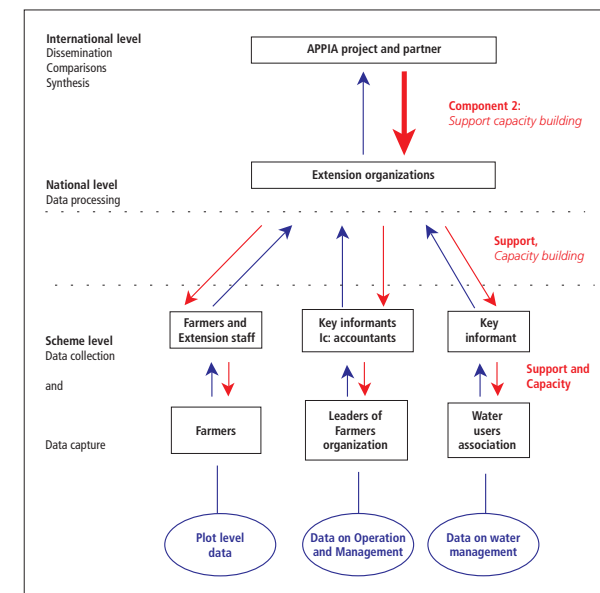 International level
Dissemination
Comparisons
Synthesis
APPIA project and partner
Component 2:
Support capacity building
Extension organizations
National level
Data processing
Support,
Capacity building
Farmers and
Extension staff
Key informants
Ic: accountants
Key
informant
Scheme level
Data collection
and
Data capture
Support and
Capacity
Farmers
Leaders of
Farmers
organization
Water
users
association
Plot level
data
Data on Operation
and Management
Data on water
management